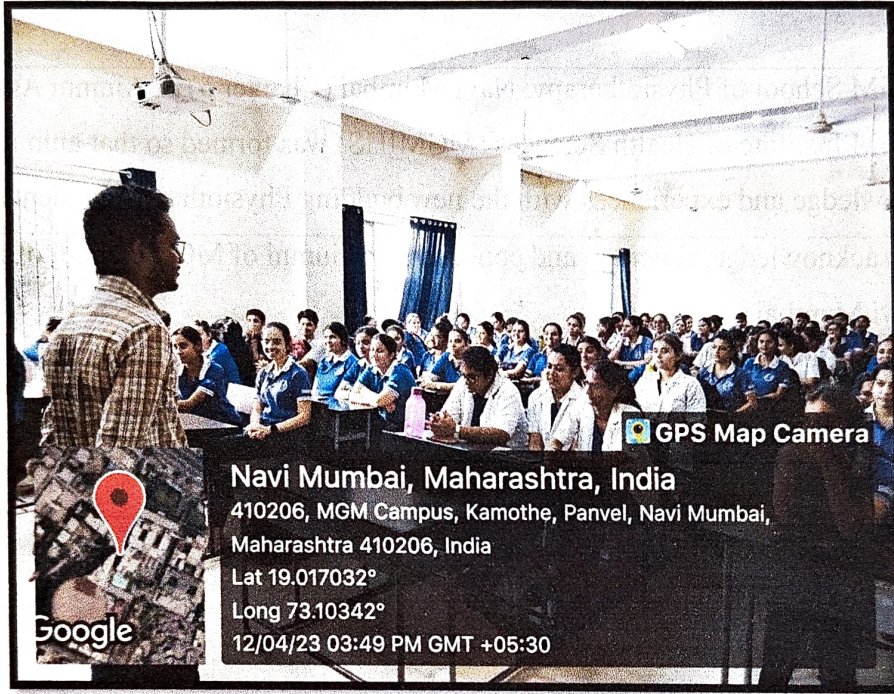 GPS Map Camera
Navi Mumbai, Maharashtra, India
410206, MGM Campus, Kamothe, Panvel, Navi Mumbai,
Maharashtra 410206, India
Lat 19.017032°
Long 73.10342°
12/04/23 03:49 PM GMT +05:30
Google